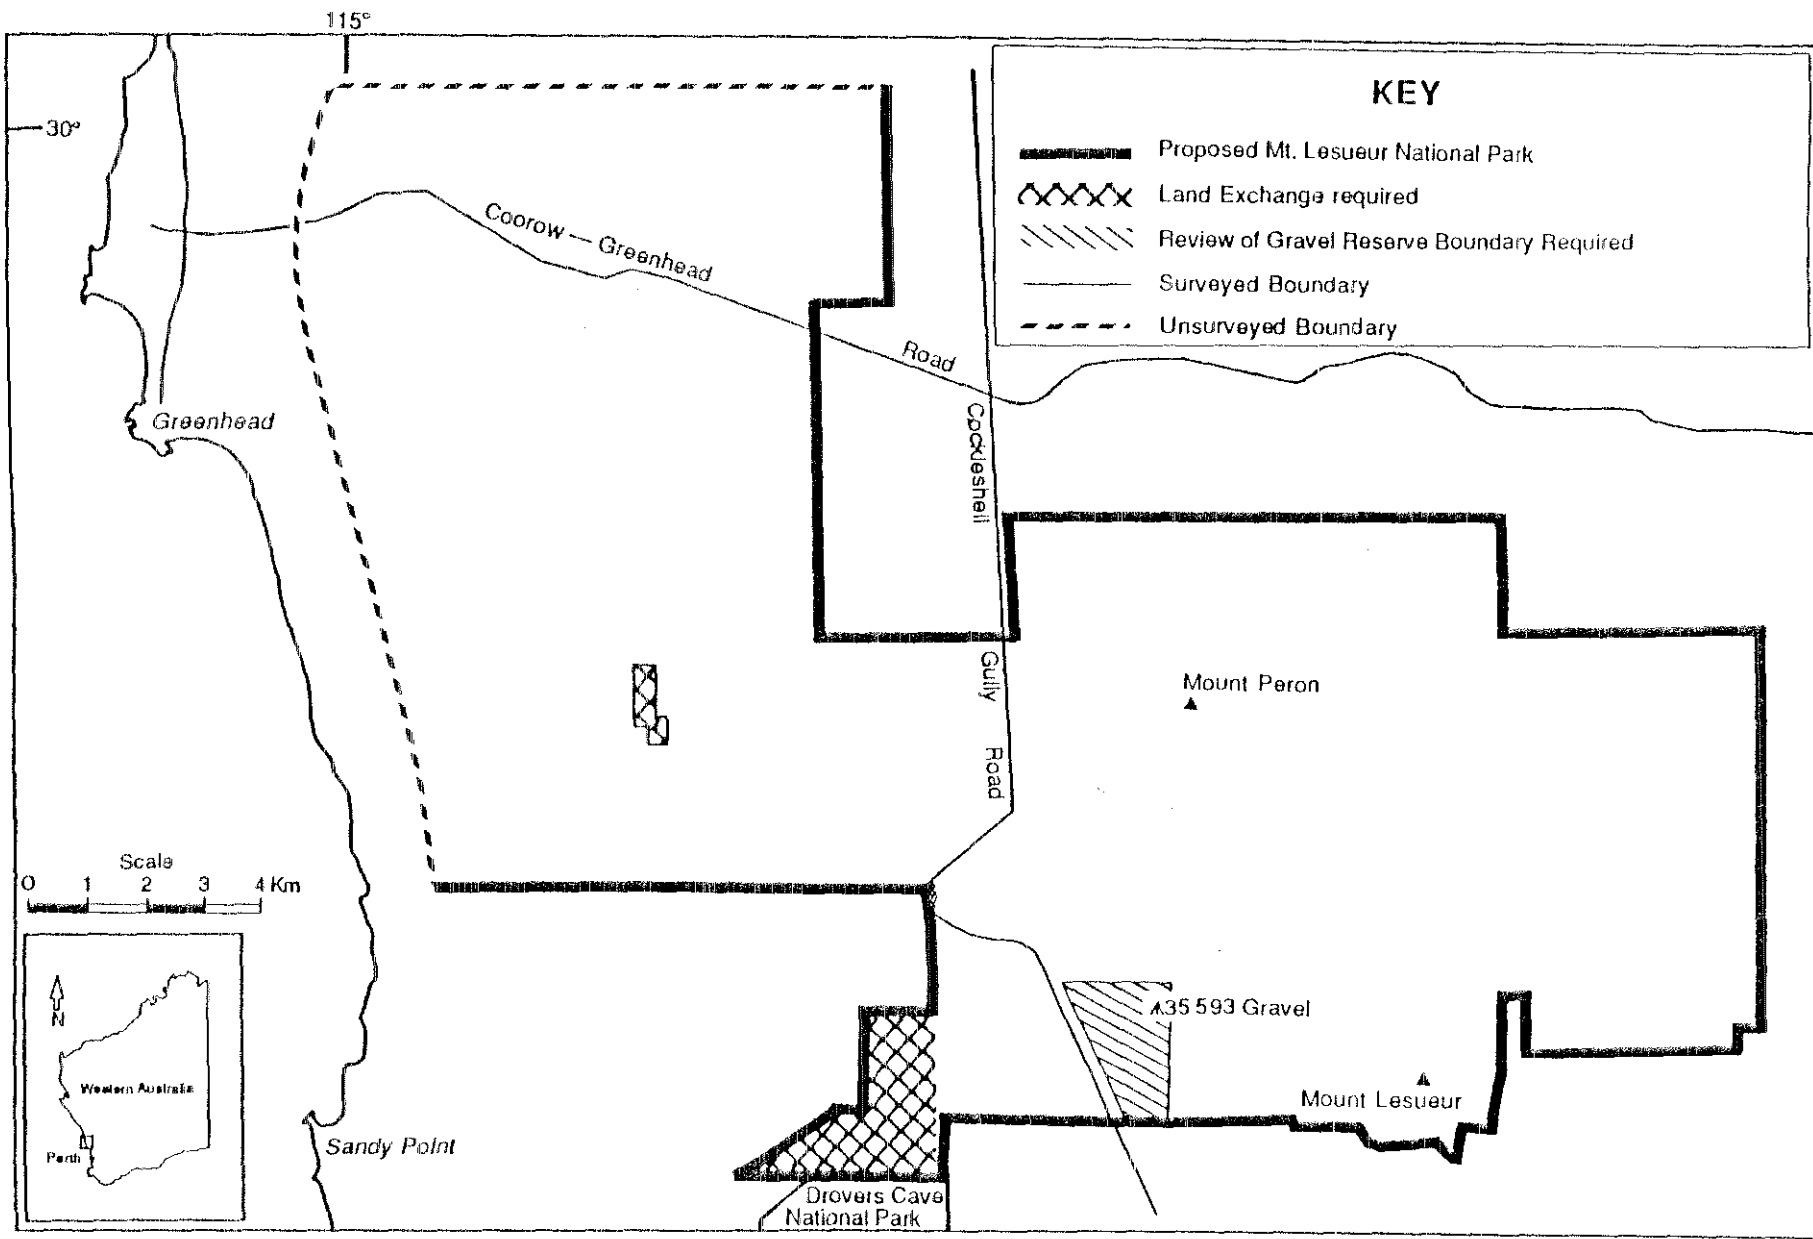 115°
30°
KEY
Proposed Mt. Lesueur National Park
Land Exchange required
Review of Gravel Reserve Boundary Required
Surveyed Boundary
Unsurveyed Boundary
Coorow — Greenhead
Road
Greenhead
Cockleshell
Gully
Road
Mount Peron
Scale
0 1 2 3 4 Km
35 593 Gravel
Mount Lesueur
N
Western Australia
Perth
Sandy Point
Drovers Cave
National Park